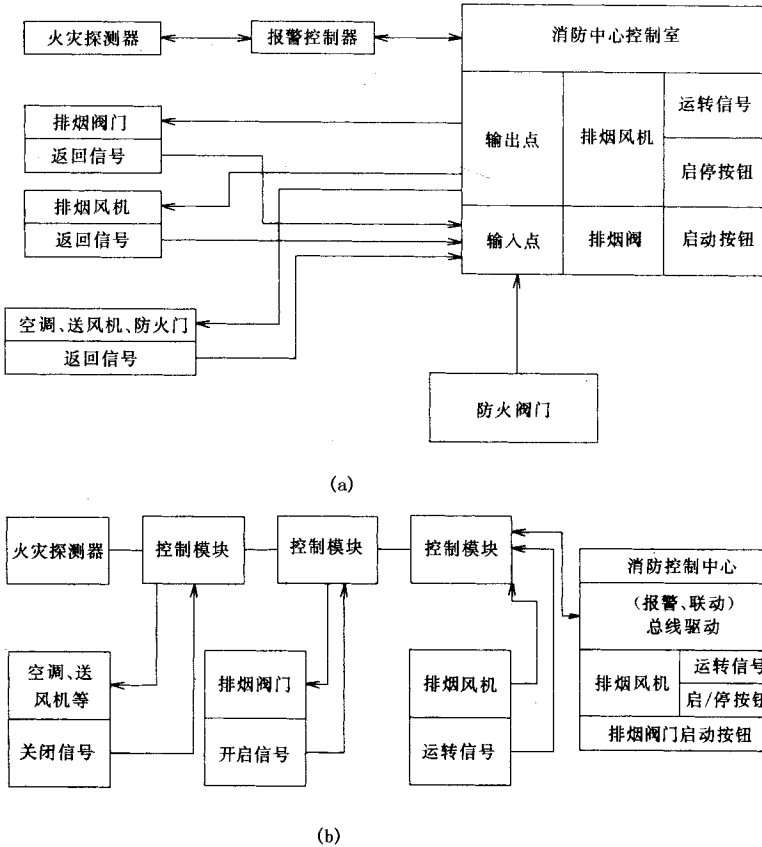 火灾探测器
报警控制器
消防中心控制室
排烟阀门
返回信号
排烟风机
返回信号
输出点
排烟风机
运转信号
启停按钮
输入点
排烟阀
启动按钮
空调、送风机、防火门
返回信号
防火阀门
(a)
火灾探测器
控制模块
控制模块
控制模块
消防控制中心
(报警、联动)
总线驱动
排烟风机
运转信号
启/停按钮
排烟阀门启动按钮
空调、送
风机等
关闭信号
排烟阀门
开启信号
排烟风机
运转信号
(b)